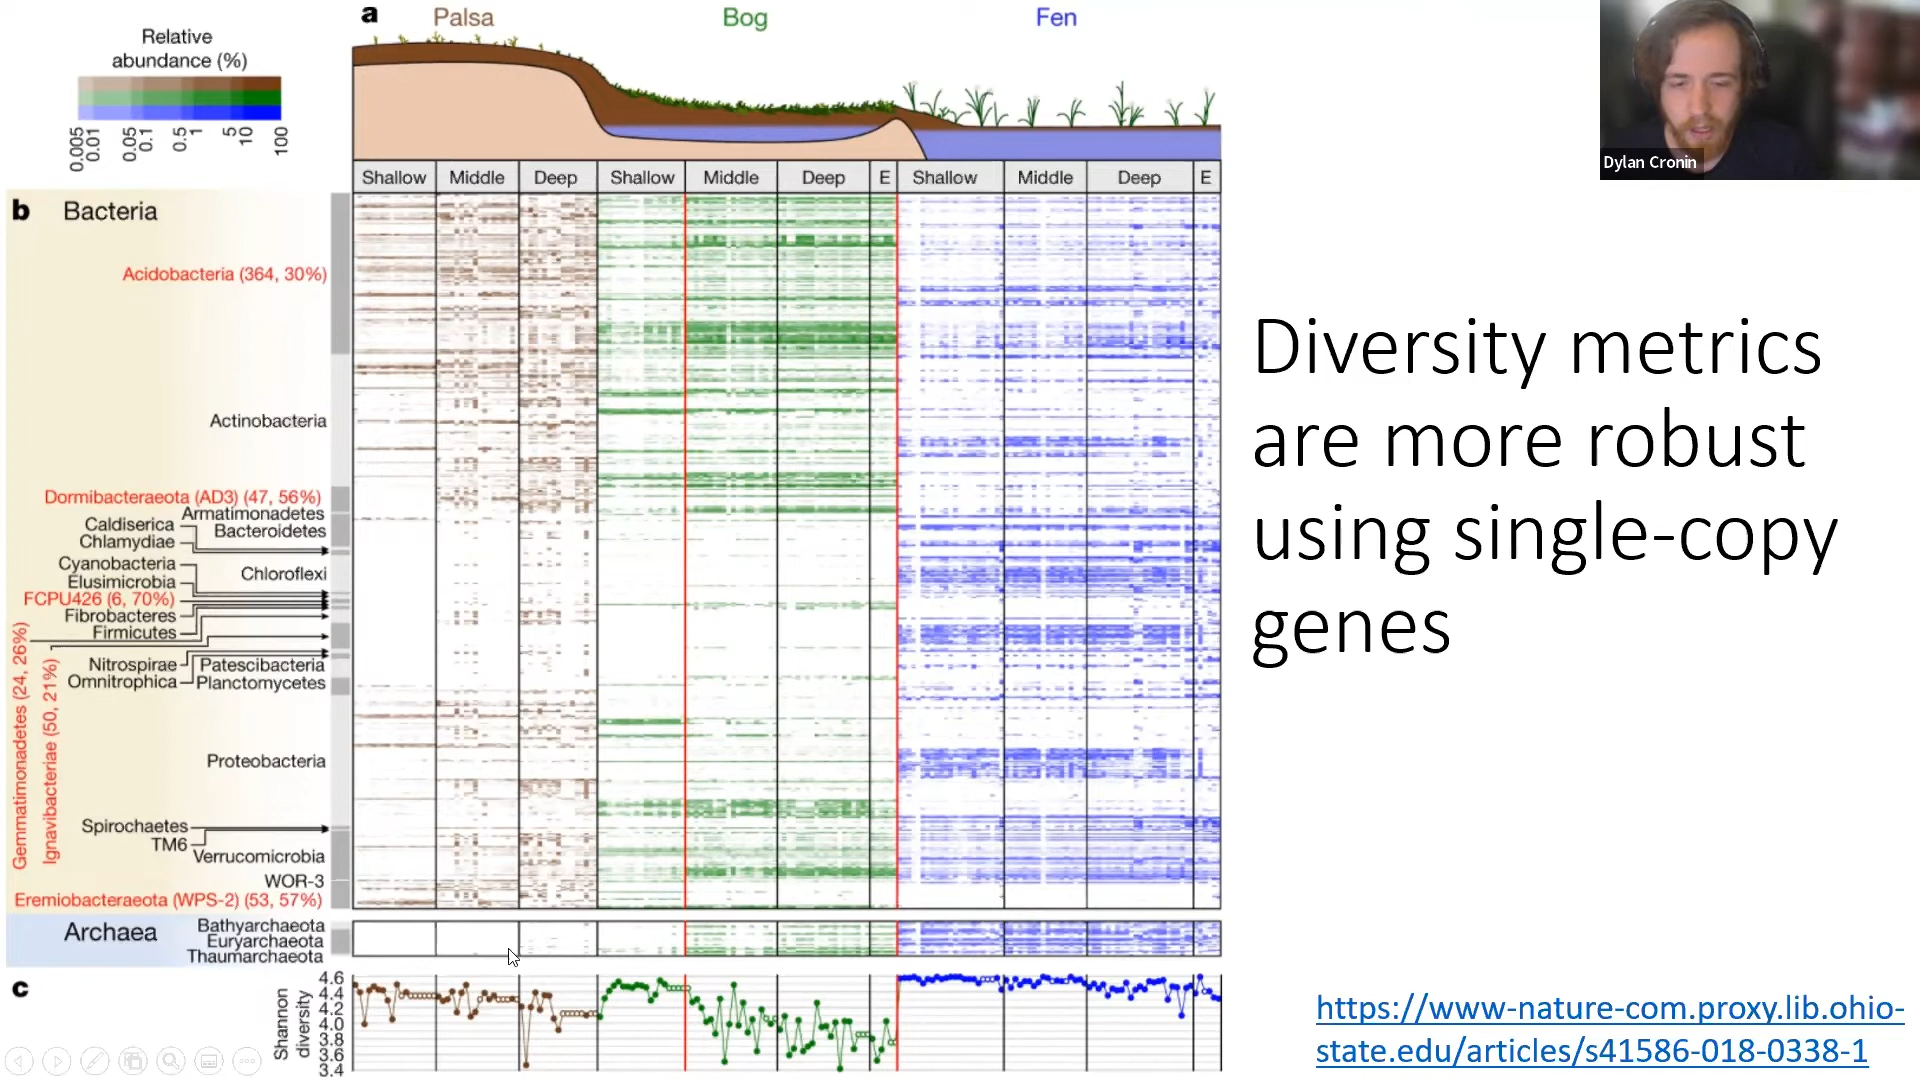 a
Palsa
Bog
Fen
Relative
abundance (%)
0.005
0.01
0.05
0.1
0.5
1
5
10
100
Shallow
Middle
Deep
Shallow
Middle
Deep
E
Shallow
Middle
Deep
E
Dylan Cronin
b
Bacteria
Acidobacteria (364, 30%)
Actinobacteria
Dormibacteraeota (AD3) (47, 56%)
Armatimonadetes
Caldiserica
Bacteroidetes
Chlamydiae
Cyanobacteria
Chloroflexi
Elusimicrobia
FCPU426 (6, 70%)
Fibrobacteres
Firmicutes
Gemmatimonadetes (24, 26%)
Ignavibacteriae (50, 21%)
Nitrospirae
Patescibacteria
Omnitrophica
Planctomycetes
Proteobacteria
Spirochaetes
TM6
Verrucomicrobia
WOR-3
Eremiobacteraeota (WPS-2) (53, 57%)
Archaea
Bathyarchaeota
Euryarchaeota
Thaumarchaeota
c
Shannon
diversity
4.6
4.4
4.2
4.0
3.8
3.6
3.4
Diversity metrics
are more robust
using single-copy
genes
https://www-nature-com.proxy.lib.ohio-
state.edu/articles/s41586-018-0338-1